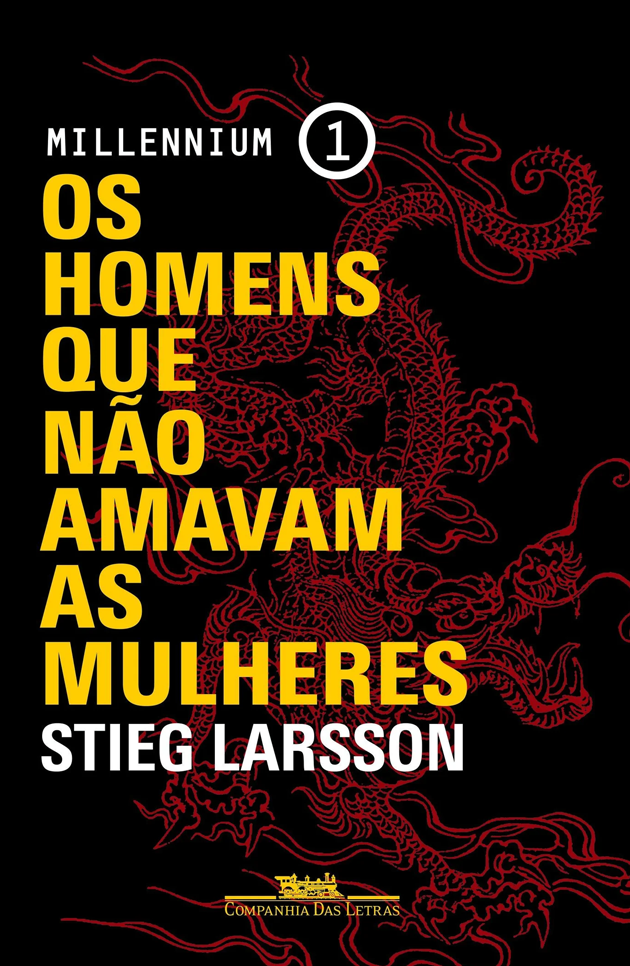 MILLENNIUM 1
OS
HOMENS
QUE
NÃO
AMAVAM
AS
MULHERES
STIEG LARSSON
COMPANHIA DAS LETRAS